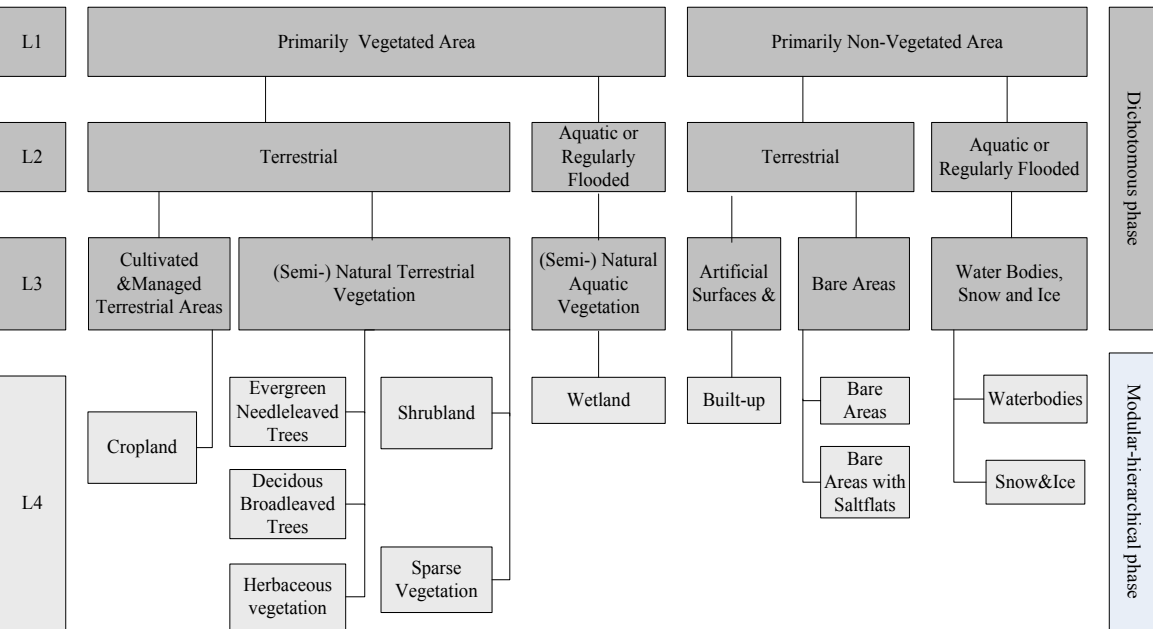 L1
Primarily Vegetated Area
Primarily Non-Vegetated Area
L2
Terrestrial
Aquatic or
Regularly
Flooded
Terrestrial
Aquatic or
Regularly Flooded
L3
Cultivated
&Managed
Terrestrial Areas
(Semi-) Natural Terrestrial
Vegetation
(Semi-) Natural
Aquatic
Vegetation
Artificial
Surfaces &
Bare Areas
Water Bodies,
Snow and Ice
Dichotomous phase
L4
Cropland
Evergreen
Needleleaved
Trees
Decidous
Broadleaved
Trees
Herbaceous
vegetation
Shrubland
Sparse
Vegetation
Wetland
Built-up
Bare
Areas
Bare
Areas with
Saltflats
Waterbodies
Snow&Ice
Modular-hierarchical phase